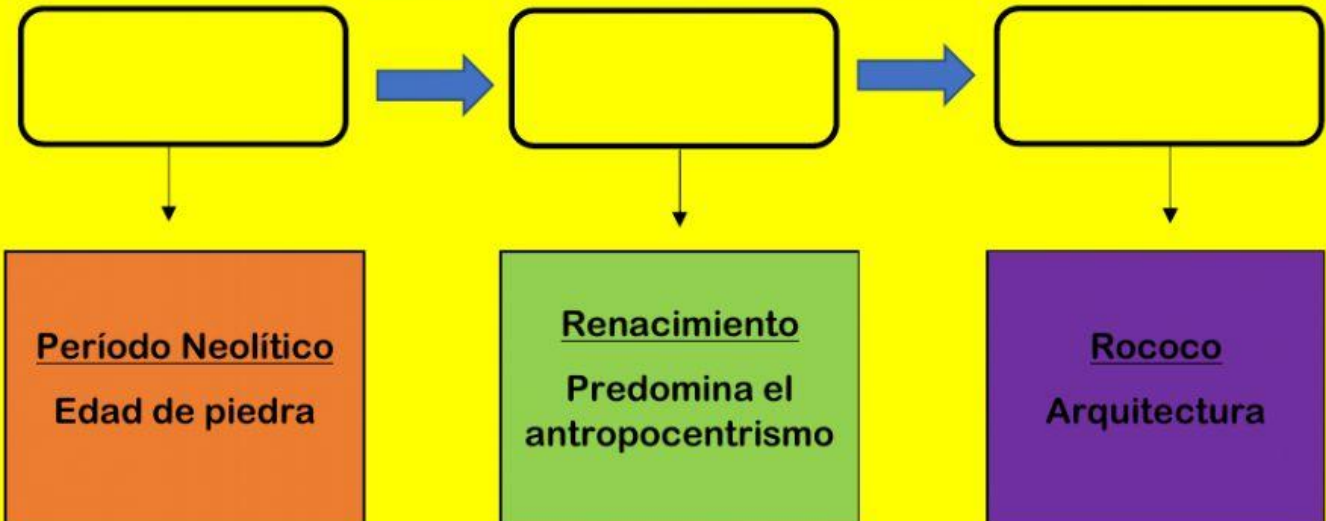 Período Neolítico
Edad de piedra
Renacimiento
Predomina el
antropocentrismo
Rococo
Arquitectura